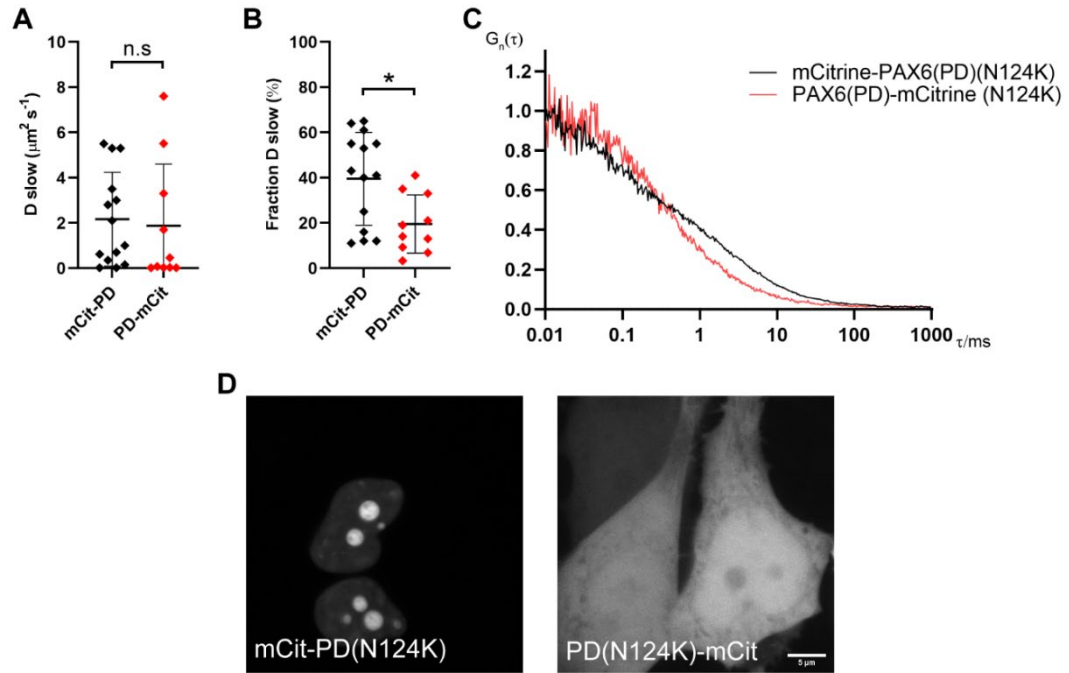 A
D slow (μm² s⁻¹)
10
8
6
4
2
0
n.s
mCit-PD
PD-mCit
B
Fraction D slow (%)
100
80
60
40
20
0
*
mCit-PD
PD-mCit
C
Gₙ(τ)
1.2
1.0
0.8
0.6
0.4
0.2
0.0
0.01
0.1
1
10
100
1000
τ/ms
mCitrine-PAX6(PD)(N124K)
PAX6(PD)-mCitrine (N124K)
D
mCit-PD(N124K)
PD(N124K)-mCit
5 μm